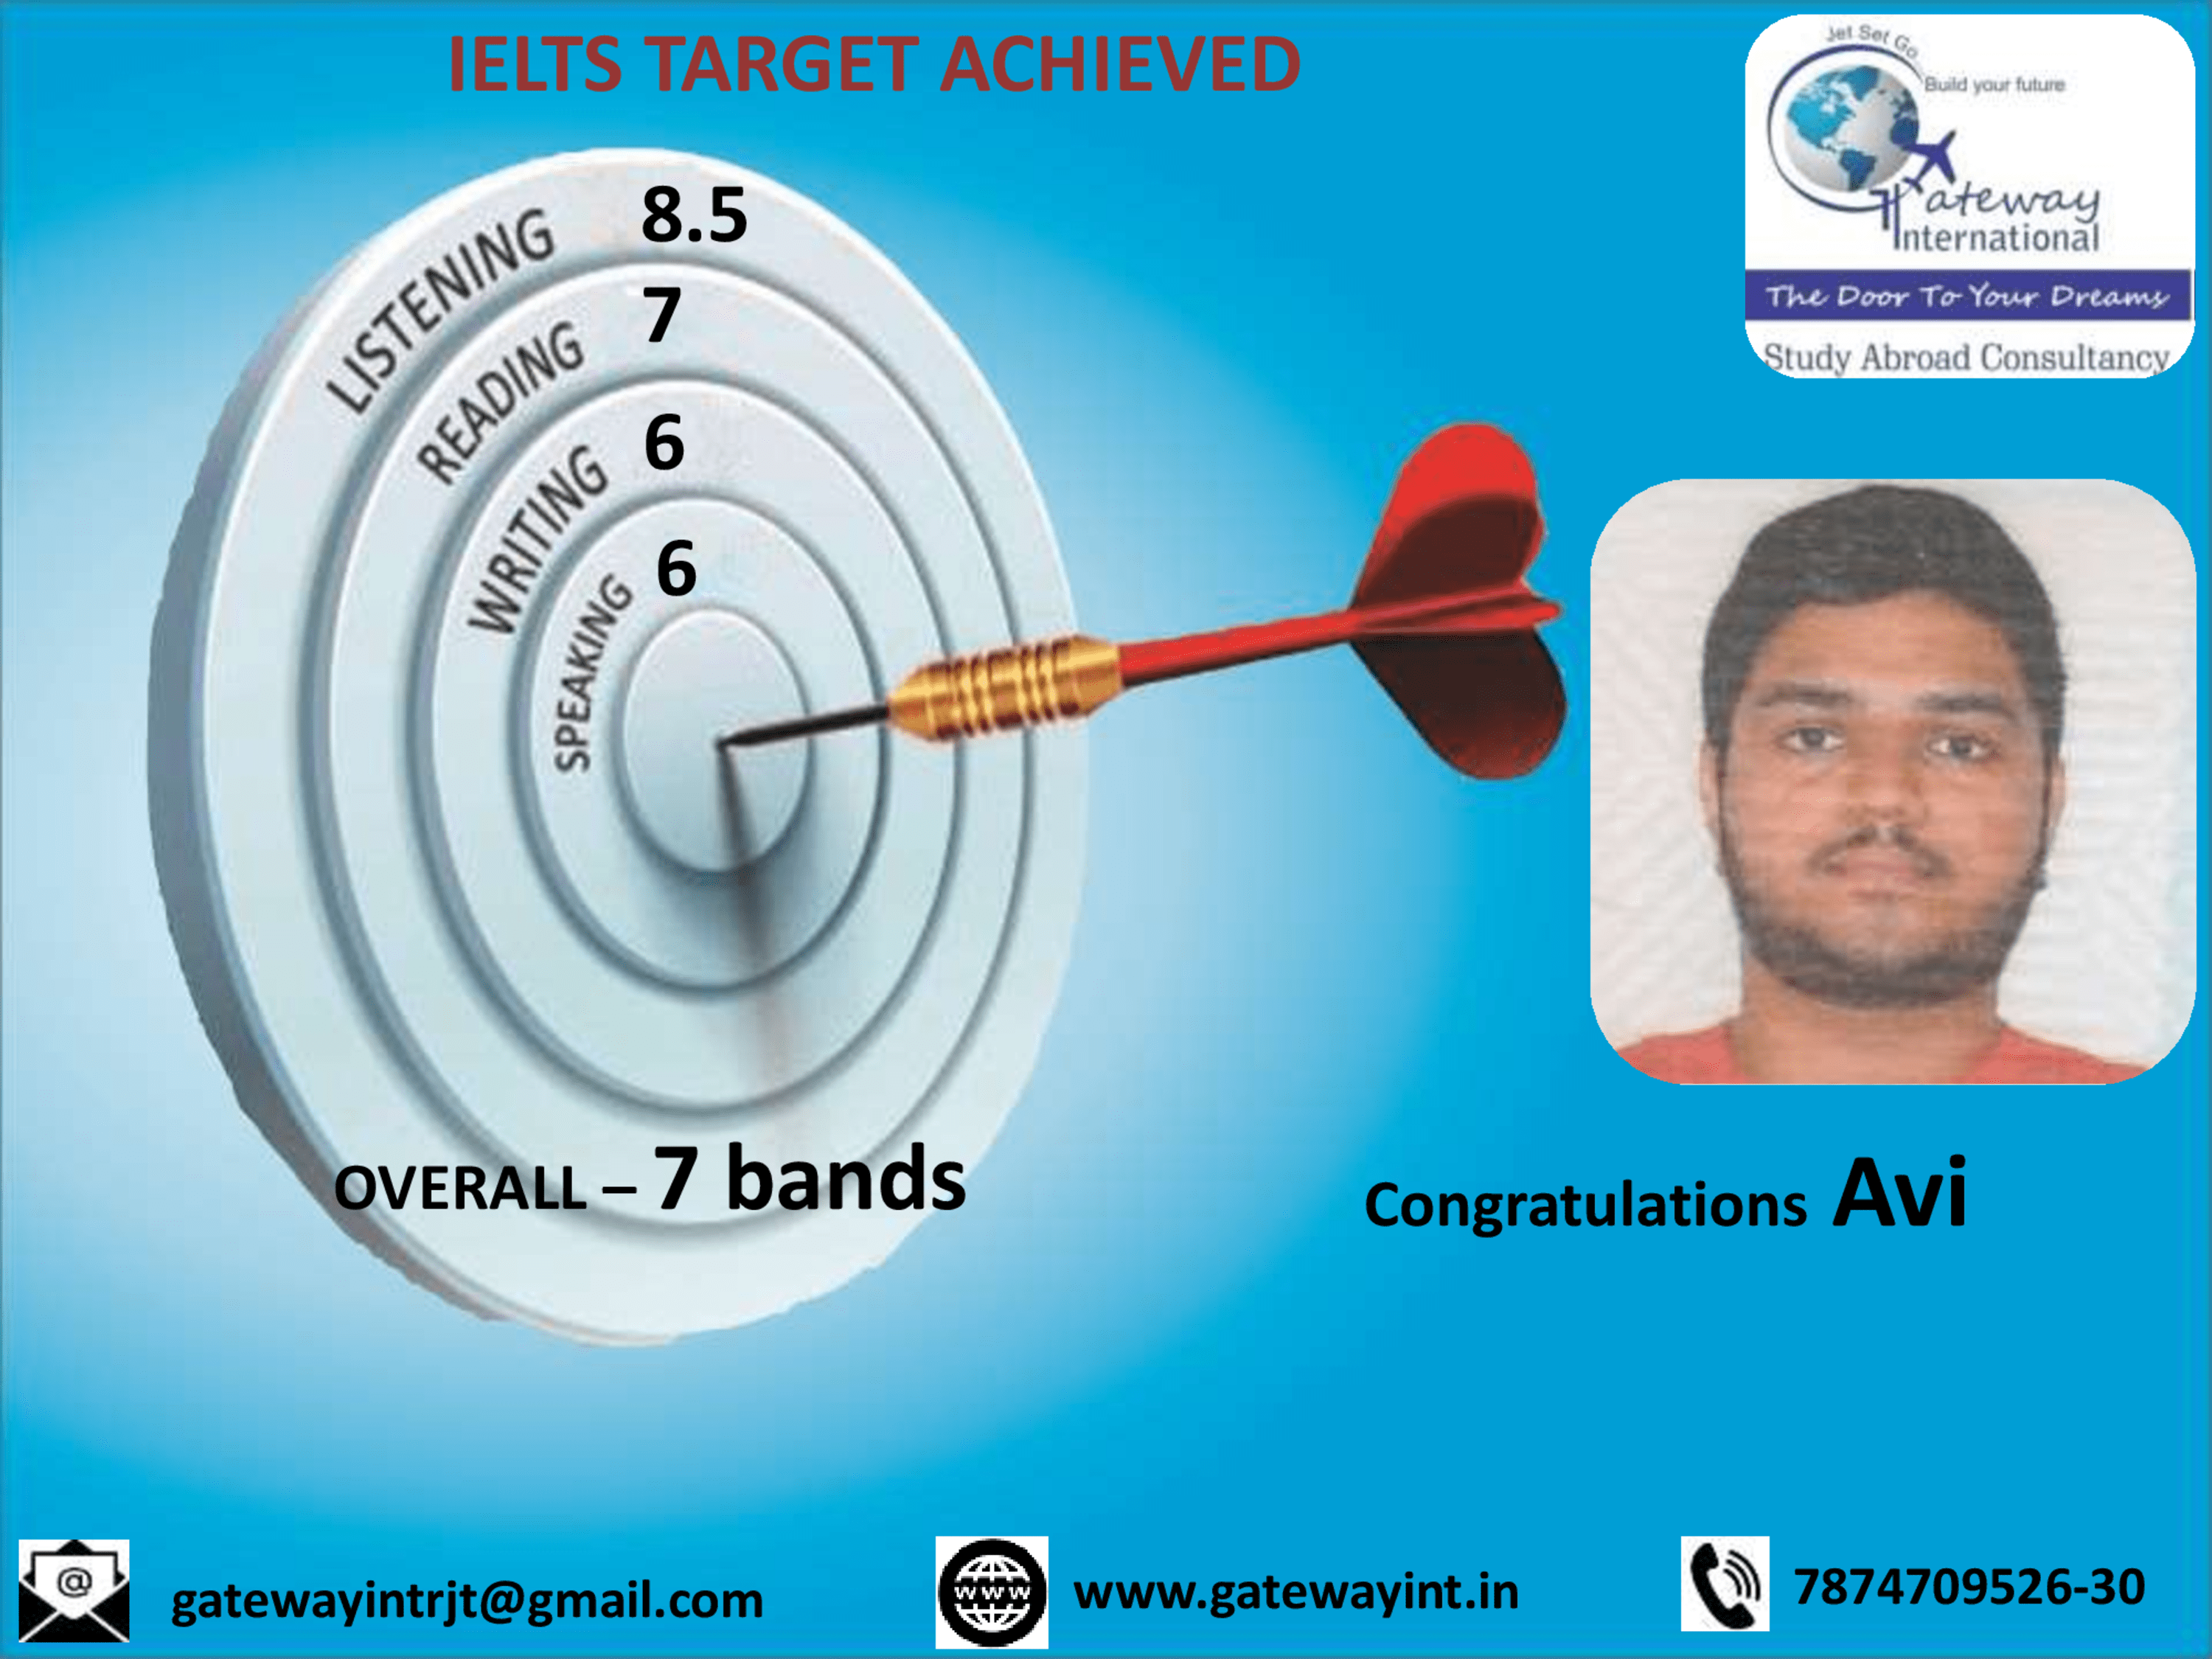 IELTS TARGET ACHIEVED
Jet Set Go
Build your future
Gateway
International
The Door To Your Dreams
Study Abroad Consultancy
LISTENING 8.5
READING 7
WRITING 6
SPEAKING 6
OVERALL – 7 bands
Congratulations Avi
@ gatewayintrjt@gmail.com
www www.gatewayint.in
7874709526-30